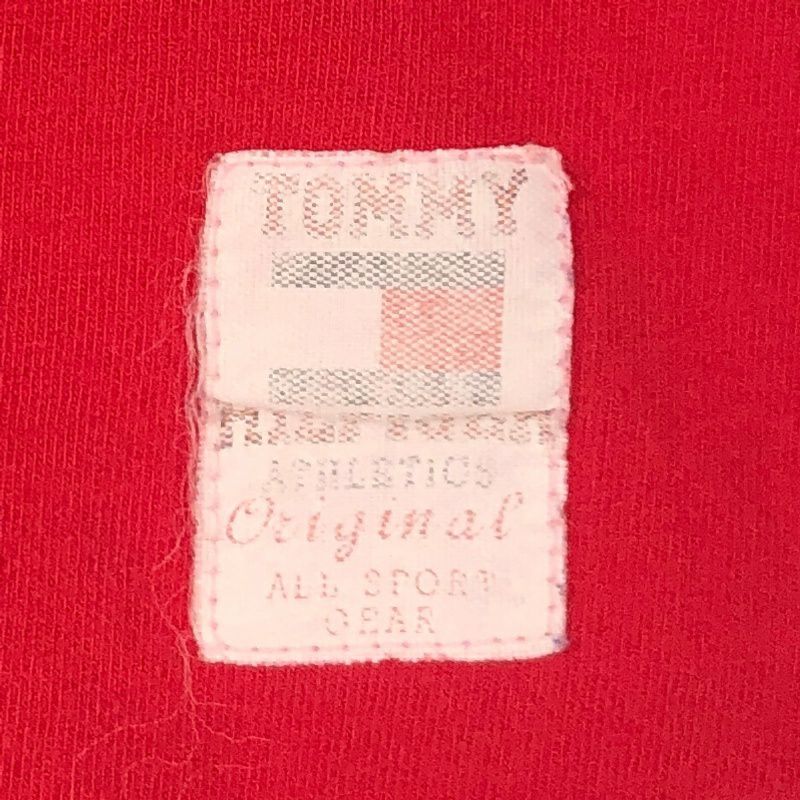 TOMMY
ATHLETICS
Original
ALL SPORT
GEAR